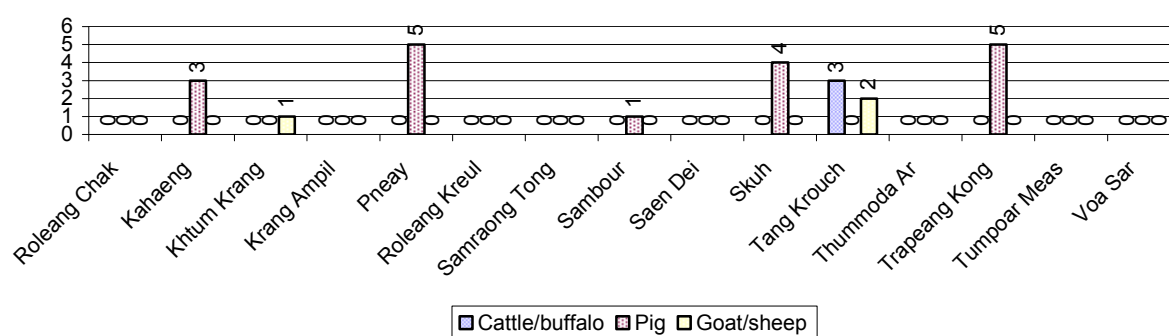 6
5
4
3
2
1
0
0 0 0
0 3 0
0 0 1
0 0 0
0 5 0
0 0 0
0 0 0
0 1 0
0 0 0
0 4 0
3 0 2
0 0 0
0 5 0
0 0 0
0 0 0
Roleang Chak
Kahaeng
Khtum Krang
Krang Ampil
Pneay
Roleang Kreul
Samraong Tong
Sambour
Saen Dei
Skuh
Tang Krouch
Thummoda Ar
Trapeang Kong
Tumpoar Meas
Voa Sar
Cattle/buffalo Pig Goat/sheep